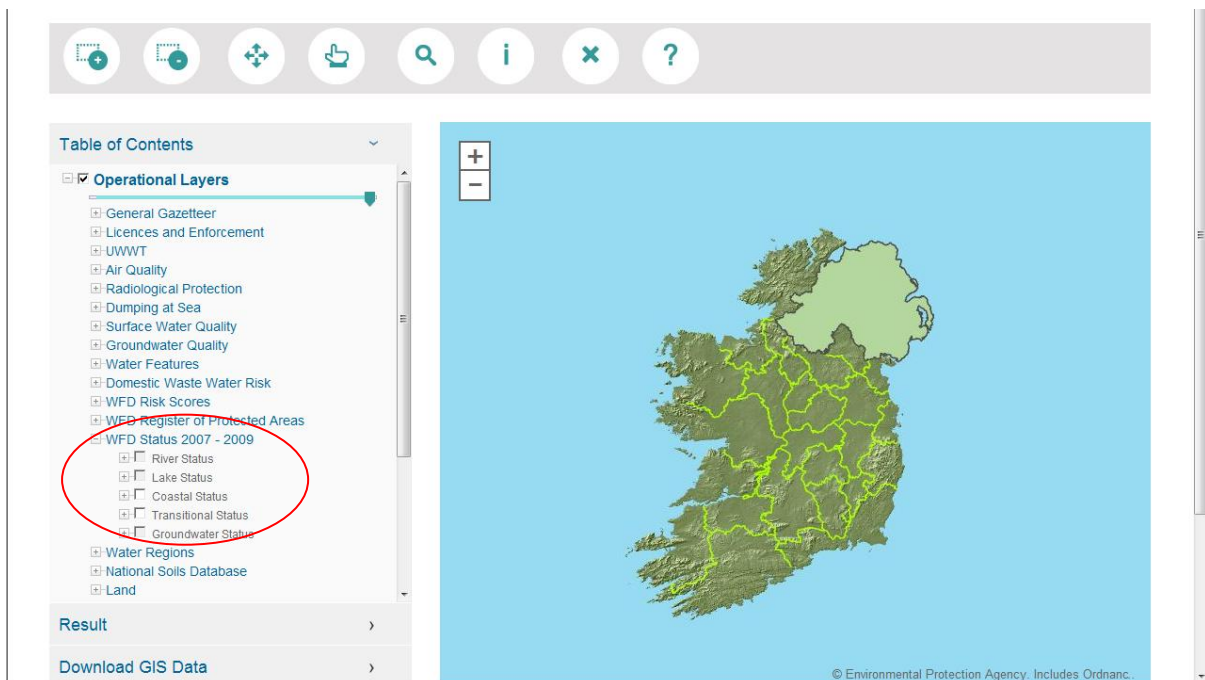 i
?
Table of Contents
Operational Layers
General Gazetteer
Licences and Enforcement
UWWT
Air Quality
Radiological Protection
Dumping at Sea
Surface Water Quality
Groundwater Quality
Water Features
Domestic Waste Water Risk
WFD Risk Scores
WFD Register of Protected Areas
WFD Status 2007 - 2009
River Status
Lake Status
Coastal Status
Transitional Status
Groundwater Status
Water Regions
National Soils Database
Land
Result
Download GIS Data
+
−
© Environmental Protection Agency. Includes Ordnanc..